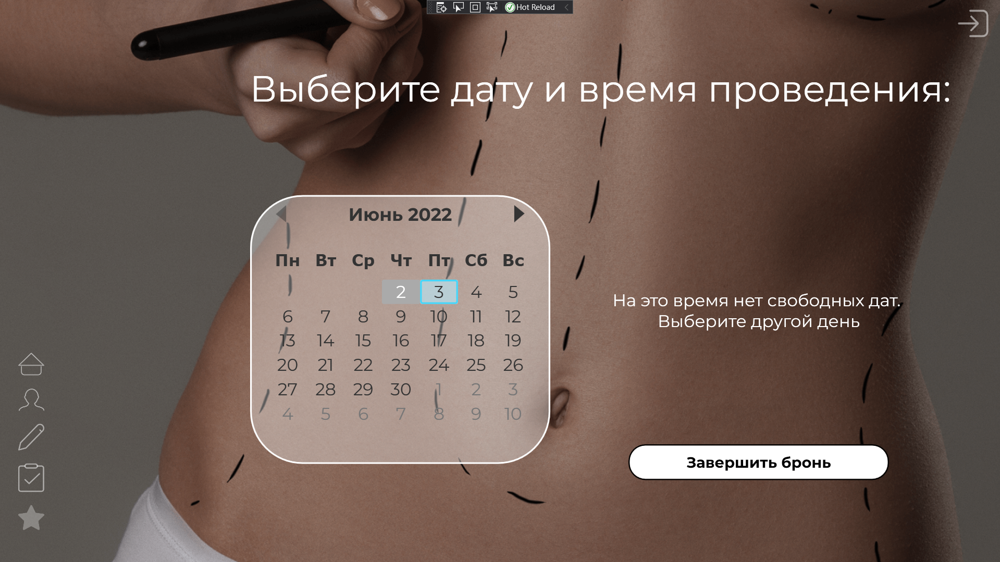 Hot Reload
Выберите дату и время проведения:
Июнь 2022
Пн Вт Ср Чт Пт Сб Вс
2 3 4 5
6 7 8 9 10 11 12
13 14 15 16 17 18 19
20 21 22 23 24 25 26
27 28 29 30 1 2 3
4 5 6 7 8 9 10
На это время нет свободных дат.
Выберите другой день
Завершить бронь